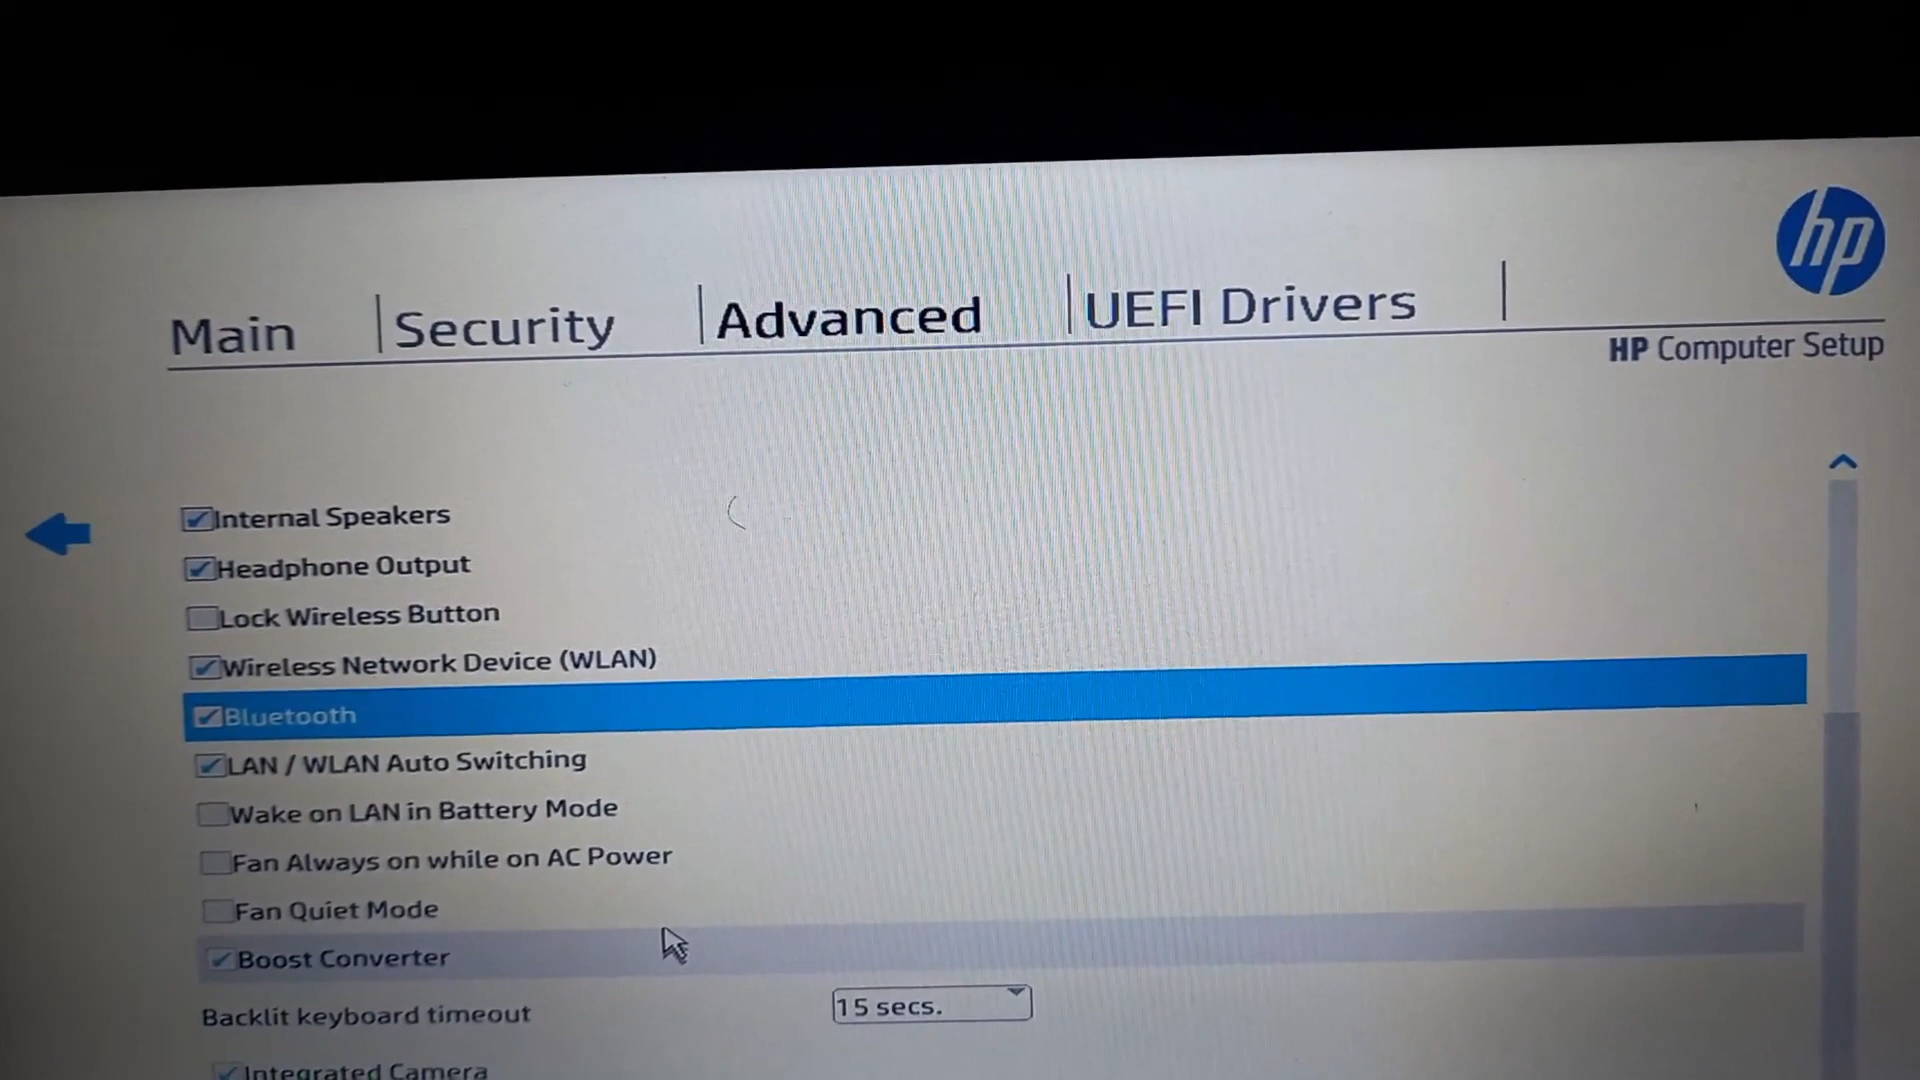 hp
Main Security Advanced UEFI Drivers
HP Computer Setup
Internal Speakers
Headphone Output
Lock Wireless Button
Wireless Network Device (WLAN)
Bluetooth
LAN / WLAN Auto Switching
Wake on LAN in Battery Mode
Fan Always on while on AC Power
Fan Quiet Mode
Boost Converter
Backlit keyboard timeout 15 secs.
Integrated Camera